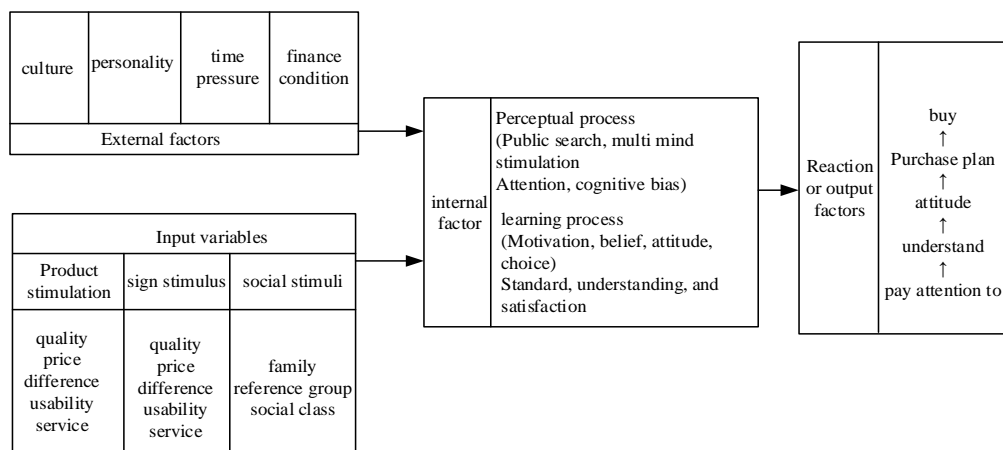 culture
personality
time
pressure
finance
condition
External factors
Input variables
Product
stimulation
sign stimulus
social stimuli
quality
price
difference
usability
service
quality
price
difference
usability
service
family
reference group
social class
internal
factor
Perceptual process
(Public search, multi mind
stimulation
Attention, cognitive bias)
learning process
(Motivation, belief, attitude,
choice)
Standard, understanding, and
satisfaction
Reaction
or output
factors
buy
↑
Purchase plan
↑
attitude
↑
understand
↑
pay attention to